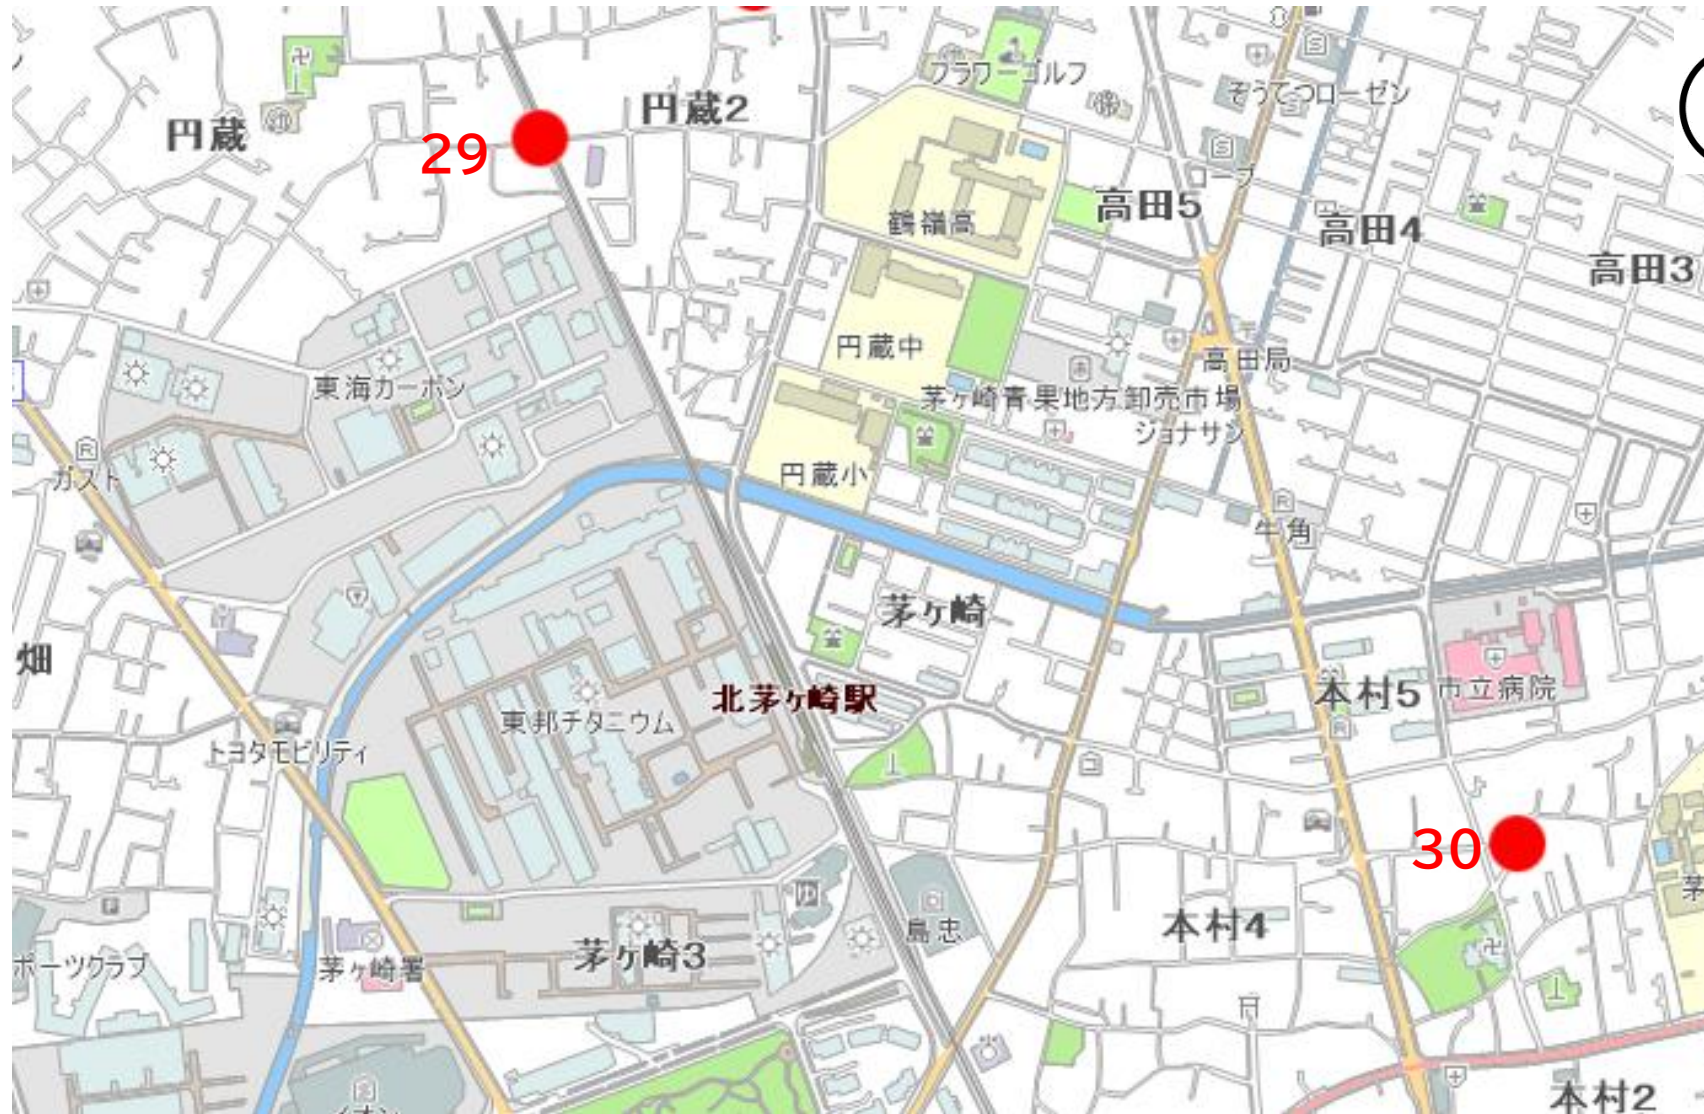 フラワーゴルフ
そうてつローゼン
円蔵2
円蔵
29
コープ
高田5
鶴嶺高
高田4
高田3
円蔵中
高田局
東海カーボン
茅ヶ崎青果地方卸売市場
ジョナサン
ガスト
円蔵小
牛角
茅ヶ崎
畑
北茅ヶ崎駅
本村5
市立病院
東邦チタニウム
トヨタモビリティ
30
島忠
本村4
茅ヶ崎3
茅ヶ崎署
ポーツクラブ
茅
イオン
本村2